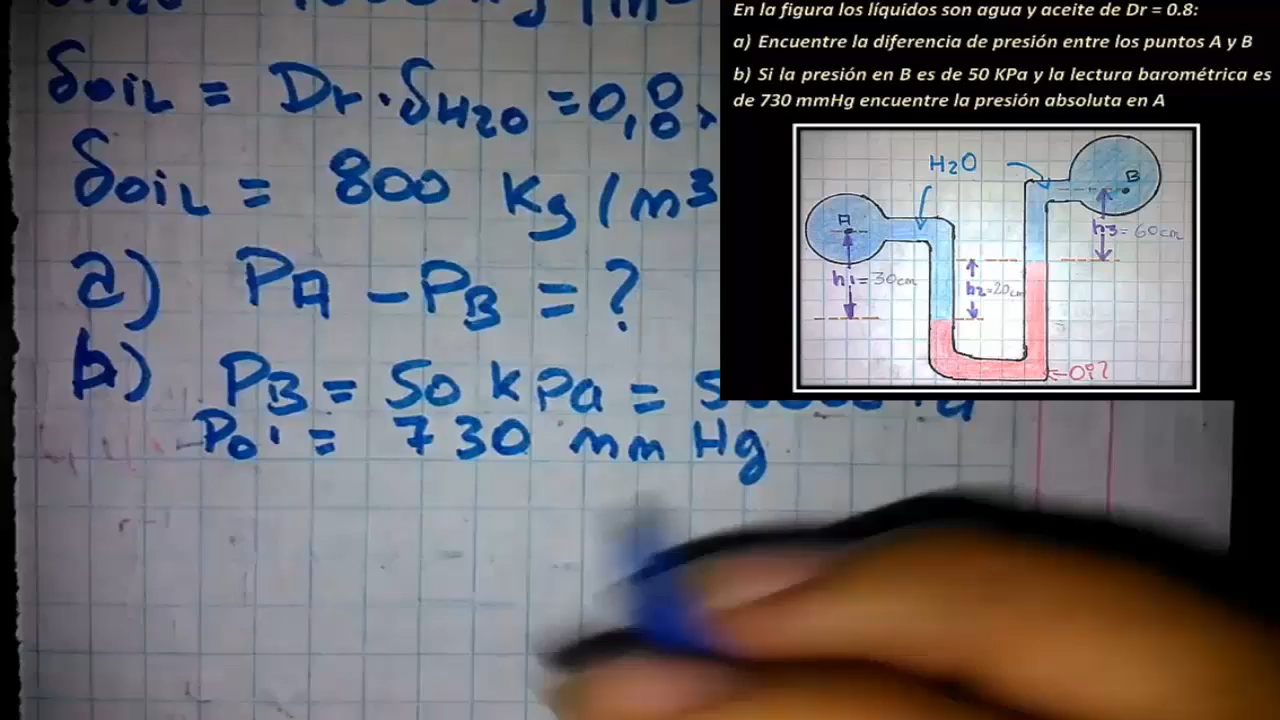 En la figura los líquidos son agua y aceite de Dr = 0.8:
a) Encuentre la diferencia de presión entre los puntos A y B
b) Si la presión en B es de 50 KPa y la lectura barométrica es
de 730 mmHg encuentre la presión absoluta en A
H2O
A
B
h1=30cm
h2=20cm
h3=60cm
oil
δoiL = Dr.δH2O = 0,8
δoiL = 800 Kg/m3
a) PA - PB = ?
b) PB = 50 KPa =
= 730 mm Hg